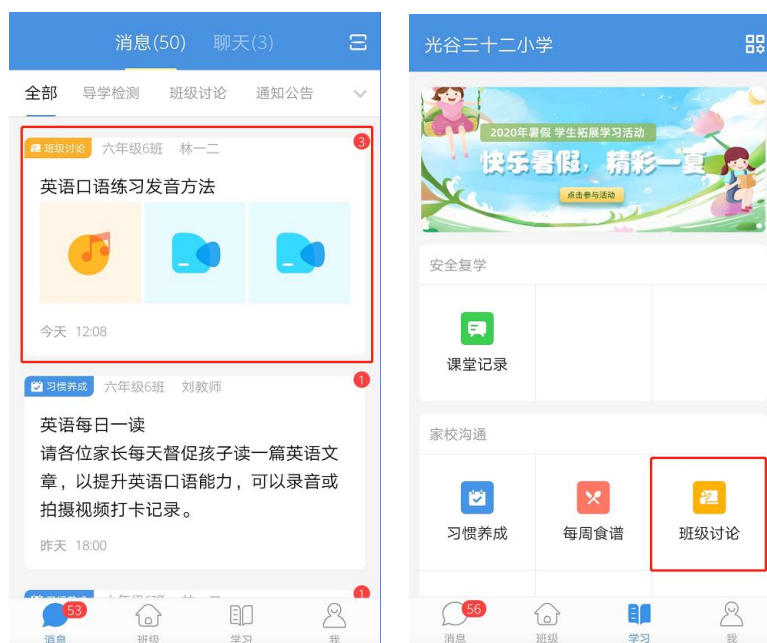 消息(50)
聊天(3)
全部
导学检测
班级讨论
通知公告
班级讨论
六年级6班
林一二
3
英语口语练习发音方法
今天 12:08
习惯养成
六年级6班
刘教师
1
英语每日一读
请各位家长每天督促孩子读一篇英语文
章，以提升英语口语能力，可以录音或
拍摄视频打卡记录。
昨天 18:00
1
53
消息
班级
学习
我
光谷三十二小学
2020年暑假 学生拓展学习活动
快乐暑假，精彩一夏
点击参与活动
安全复学
课堂记录
家校沟通
习惯养成
每周食谱
班级讨论
56
消息
班级
学习
我